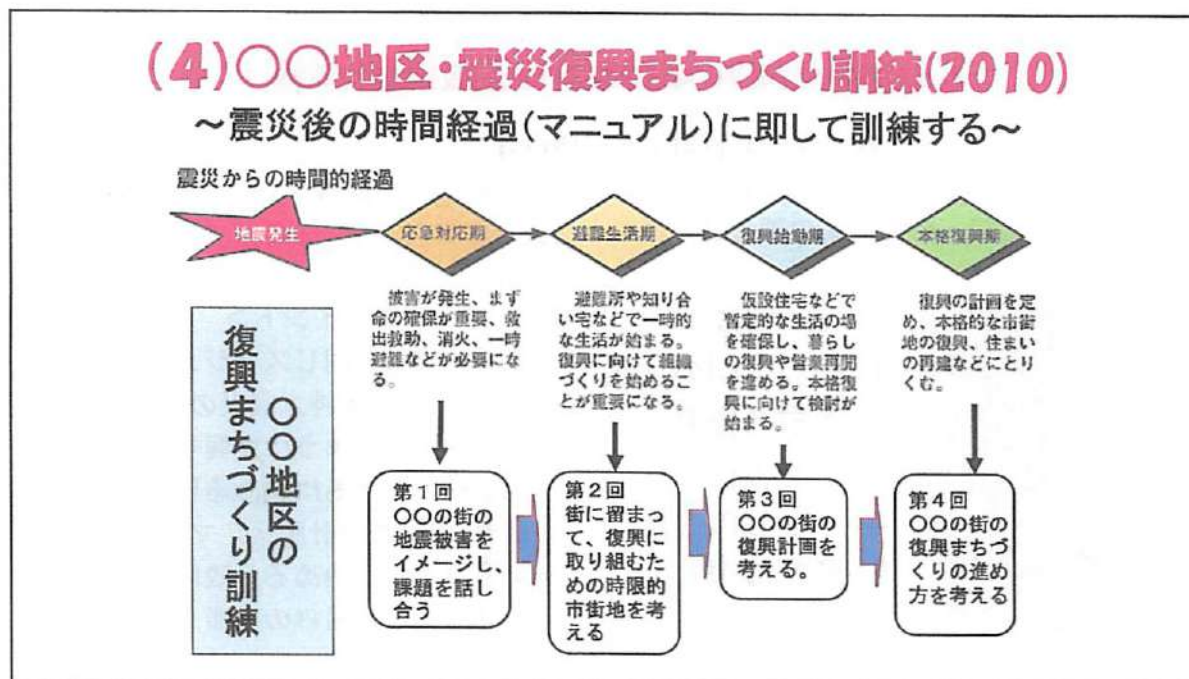 (4)〇〇地区・震災復興まちづくり訓練(2010)
～震災後の時間経過(マニュアル)に即して訓練する～
震災からの時間的経過
地震発生
応急対応期
避難生活期
復興始動期
本格復興期
被害が発生、まず
命の確保が重要、救
出救助、消火、一時
避難などが必要にな
る。
避難所や知り合
い宅などで一時的
な生活が始まる。
復興に向けて組織
づくりを始めるこ
とが重要になる。
仮設住宅などで
暫定的な生活の場
を確保し、暮らし
の復興や営業再開
を進める。本格復
興に向けて検討が
始まる。
復興の計画を定
め、本格的な市街
地の復興、住まい
の再建などにとり
くむ。
〇〇地区の
復興まちづくり訓練
第1回
〇〇の街の
地震被害を
イメージし、
課題を話し
合う
第2回
街に留まっ
て、復興に
取り組むた
めの時限的
市街地を考
える
第3回
〇〇の街の
復興計画を
考える。
第4回
〇〇の街の
復興まちづ
くりの進め
方を考える